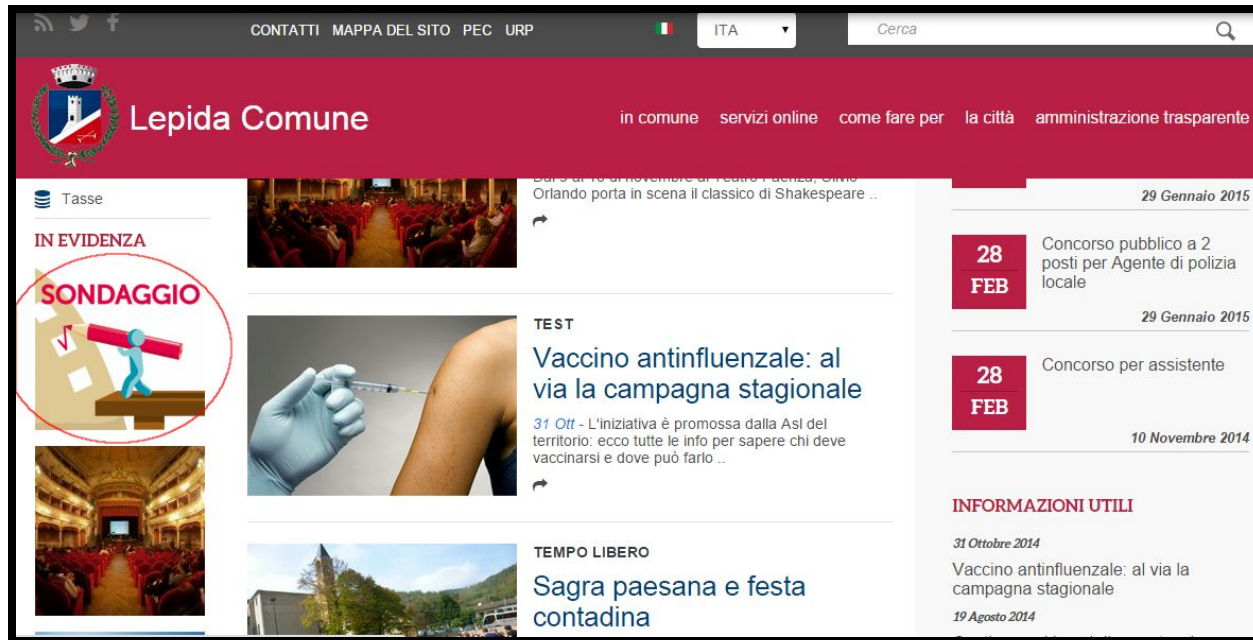 CONTATTI MAPPA DEL SITO PEC URP
ITA
Cerca
Lepida Comune
in comune servizi online come fare per la città amministrazione trasparente
Tasse
IN EVIDENZA
SONDAGGIO
Orlando porta in scena il classico di Shakespeare ..
TEST
Vaccino antinfluenzale: al
via la campagna stagionale
31 Ott - L'iniziativa è promossa dalla Asl del
territorio: ecco tutte le info per sapere chi deve
vaccinarsi e dove può farlo ..
TEMPO LIBERO
Sagra paesana e festa
contadina
29 Gennaio 2015
28
FEB
Concorso pubblico a 2
posti per Agente di polizia
locale
29 Gennaio 2015
28
FEB
Concorso per assistente
10 Novembre 2014
INFORMAZIONI UTILI
31 Ottobre 2014
Vaccino antinfluenzale: al via la
campagna stagionale
19 Agosto 2014